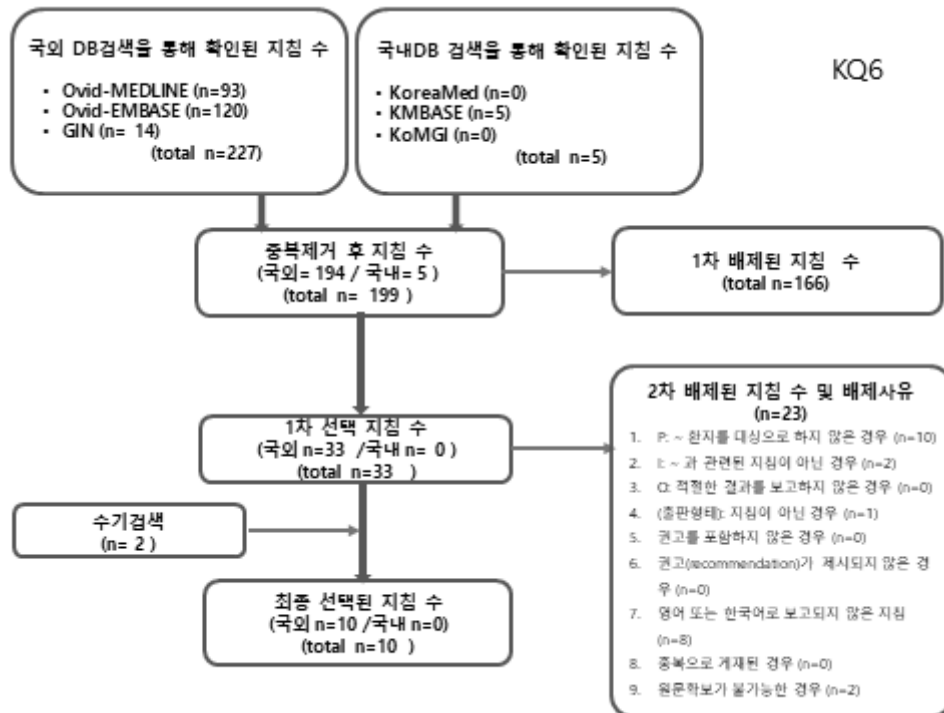 국외 DB검색을 통해 확인된 지침 수
• Ovid-MEDLINE (n=93)
• Ovid-EMBASE (n=120)
• GIN (n= 14)
(total n=227)
국내DB 검색을 통해 확인된 지침 수
• KoreaMed (n=0)
• KMBASE (n=5)
• KoMGI (n=0)
(total n=5)
KQ6
중복제거 후 지침 수
(국외= 194 / 국내= 5 )
(total n= 199 )
1차 배제된 지침 수
(total n=166)
1차 선택 지침 수
(국외 n=33 /국내 n= 0 )
(total n=33 )
2차 배제된 지침 수 및 배제사유
(n=23)
1. P: ~ 환자를 대상으로 하지 않은 경우 (n=10)
2. I: ~ 과 관련된 지침이 아닌 경우 (n=2)
3. O: 적절한 결과를 보고하지 않은 경우 (n=0)
4. (출판형태): 지침이 아닌 경우 (n=1)
5. 권고를 포함하지 않은 경우 (n=0)
6. 권고(recommendation)가 제시되지 않은 경
우 (n=0)
7. 영어 또는 한국어로 보고되지 않은 지침
(n=8)
8. 중복으로 게재된 경우 (n=0)
9. 원문확보가 불가능한 경우 (n=2)
수기검색
(n= 2 )
최종 선택된 지침 수
(국외 n=10 /국내 n=0)
(total n=10 )